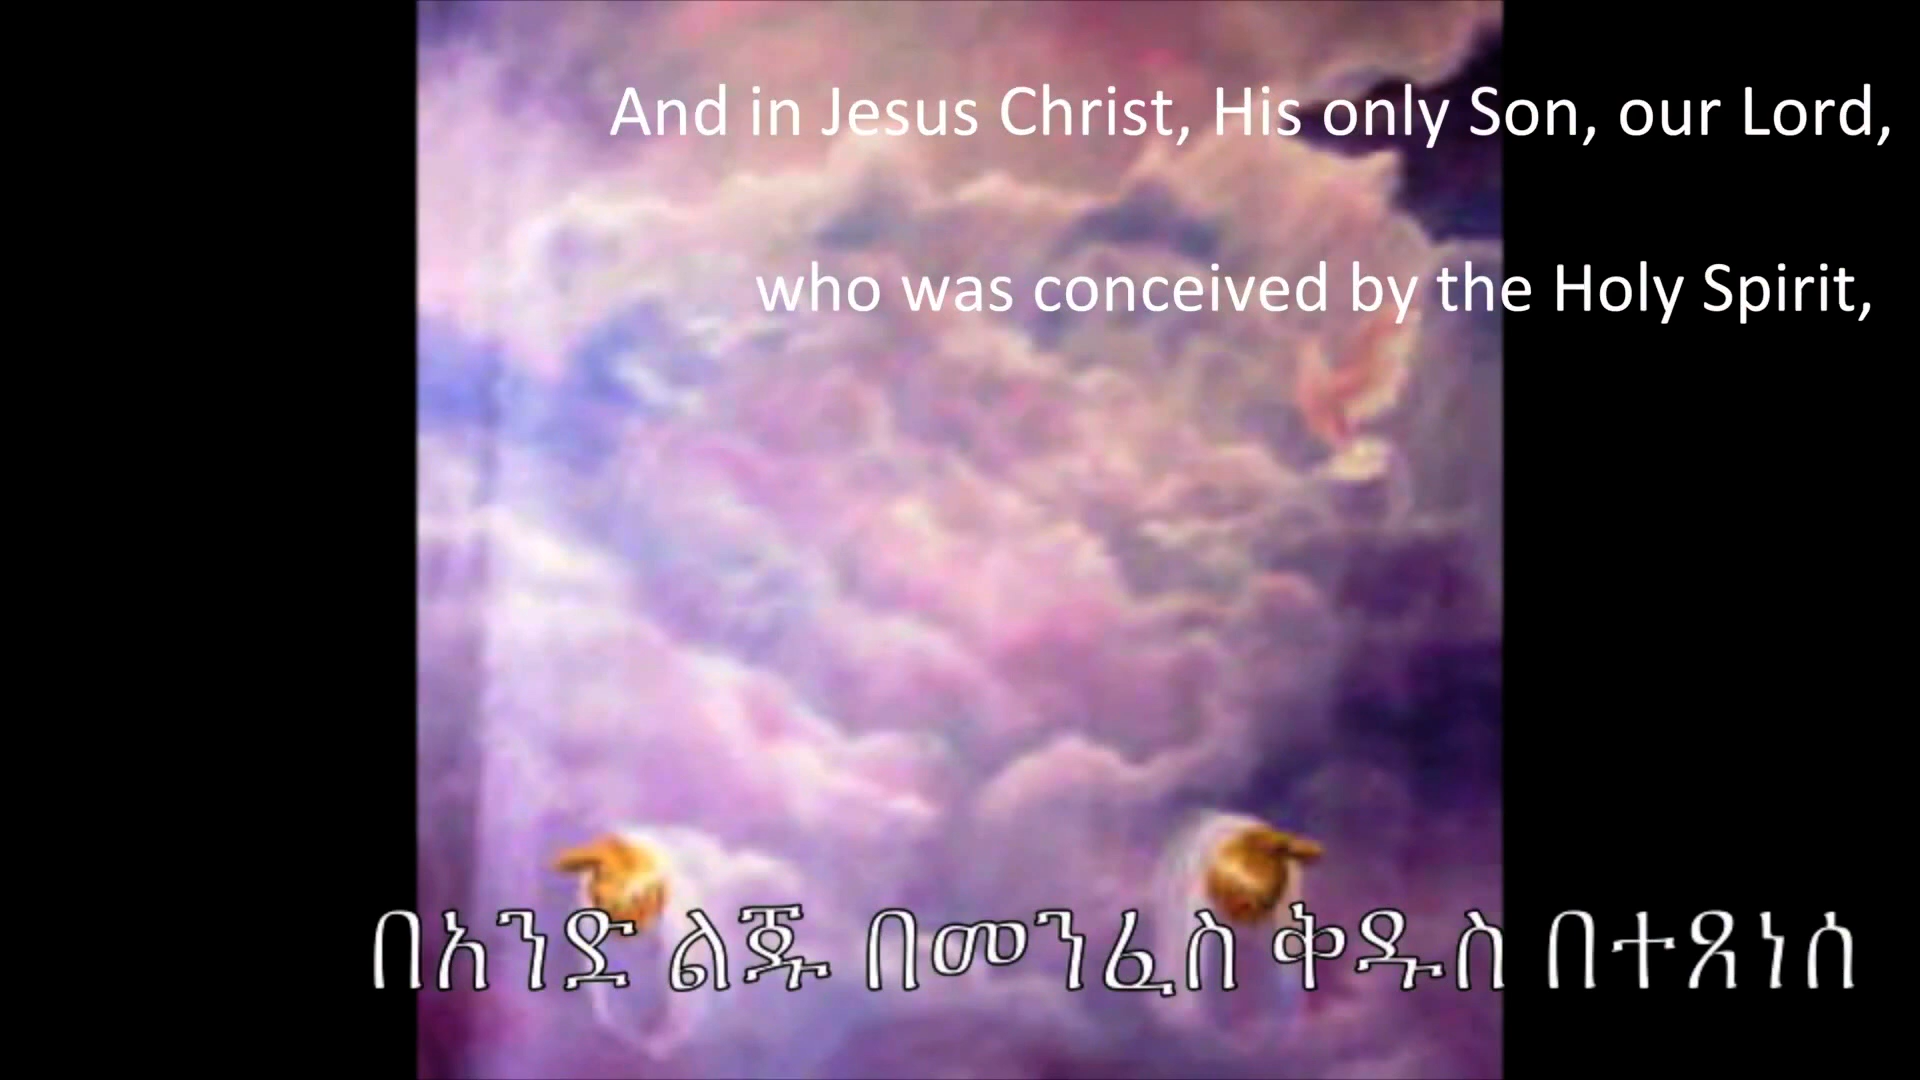 And in Jesus Christ, His only Son, our Lord,
who was conceived by the Holy Spirit,
በአንድ ልጁ በመንፈስ ቅዱስ በተጸነሰ